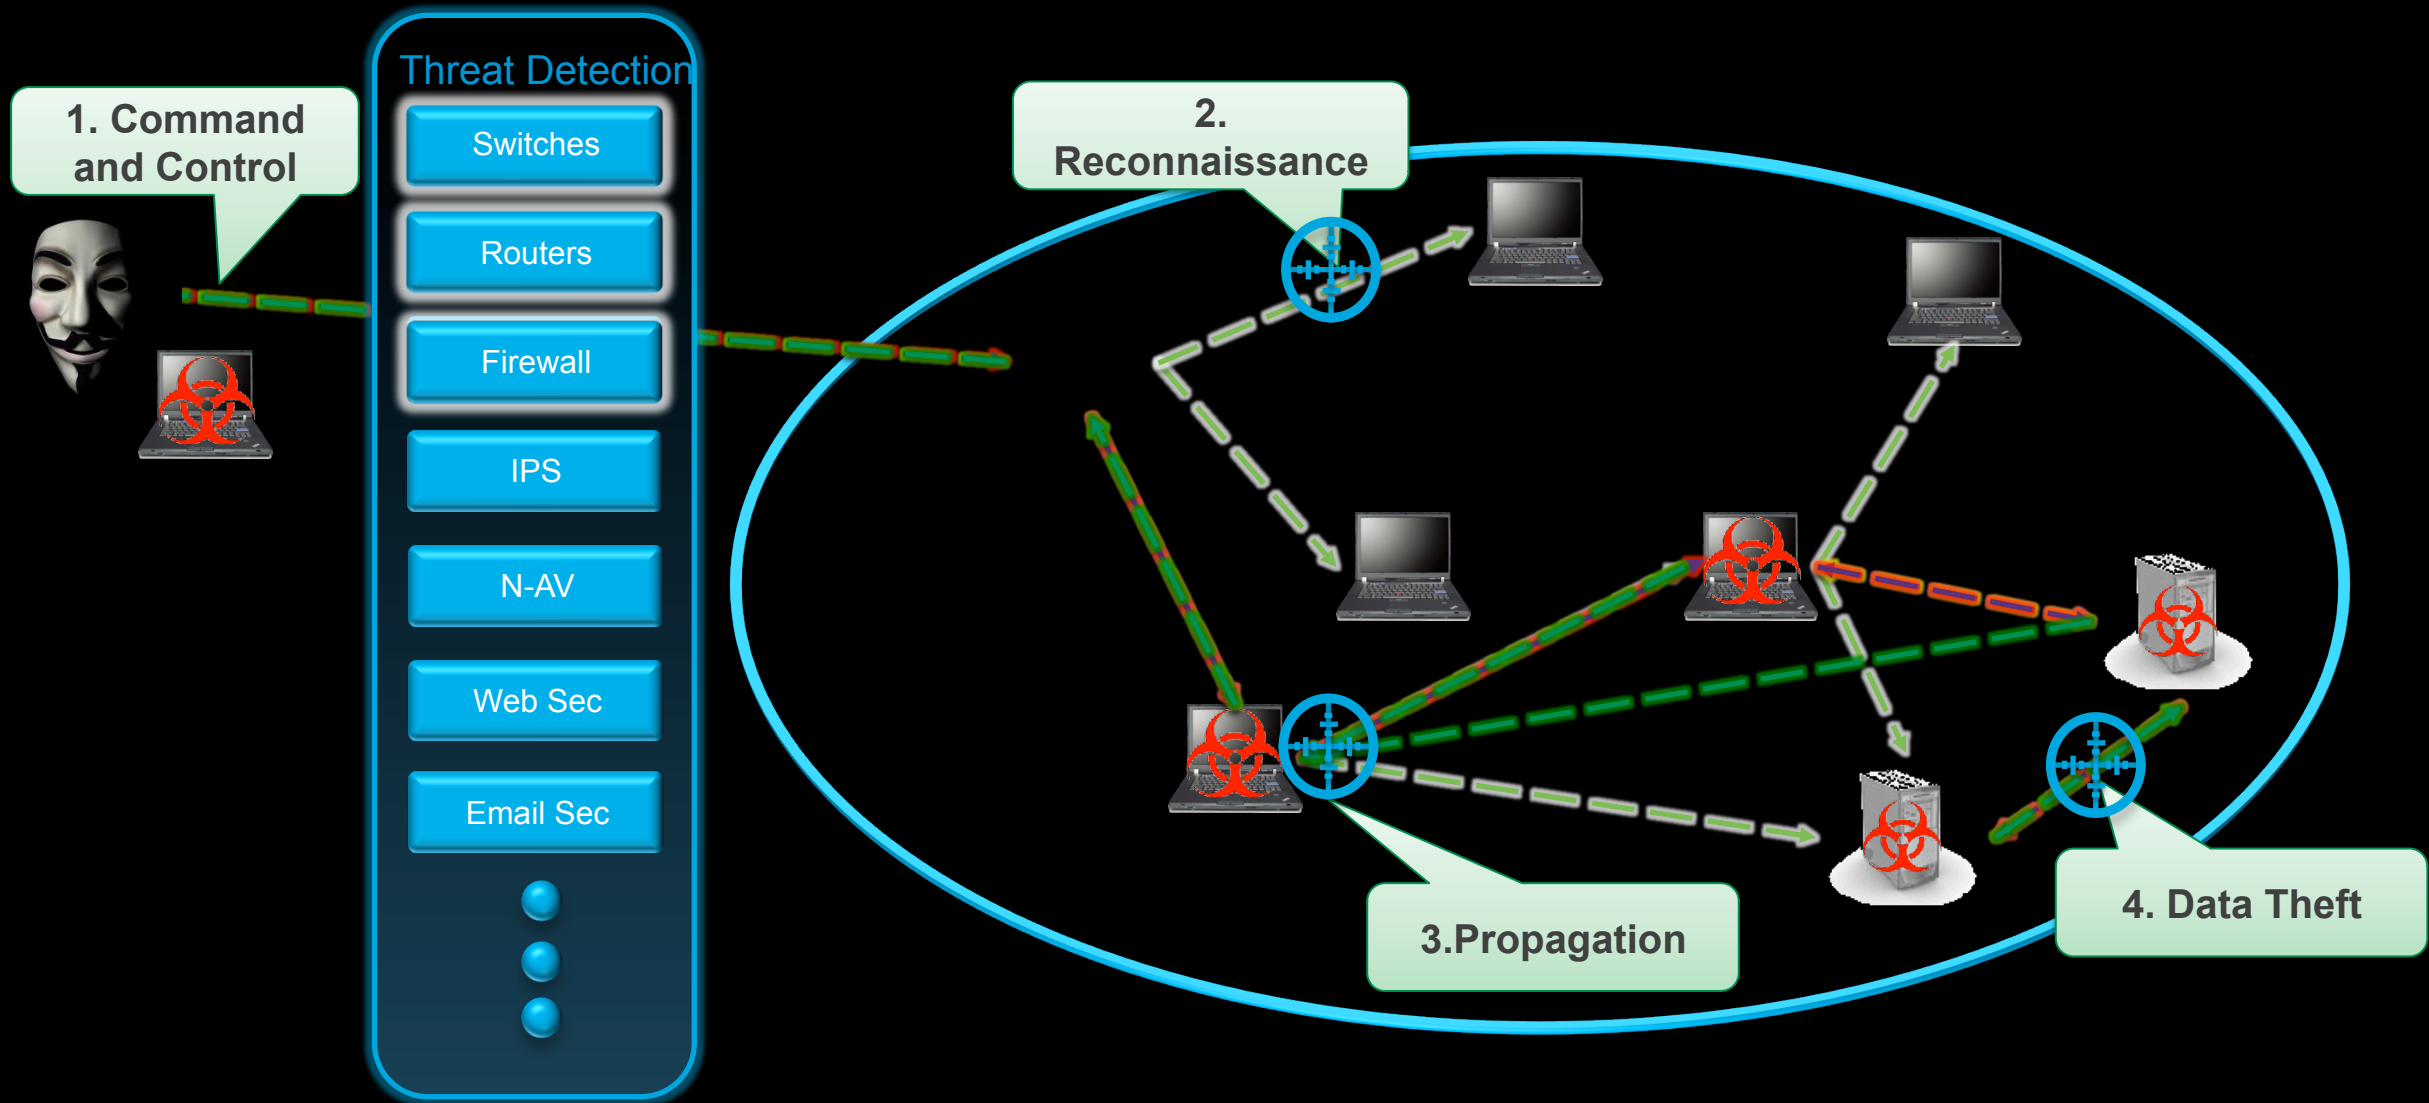 Threat Detection
1. Command
and Control
Switches
Routers
Firewall
IPS
N-AV
Web Sec
Email Sec
2.
Reconnaissance
3.Propagation
4. Data Theft